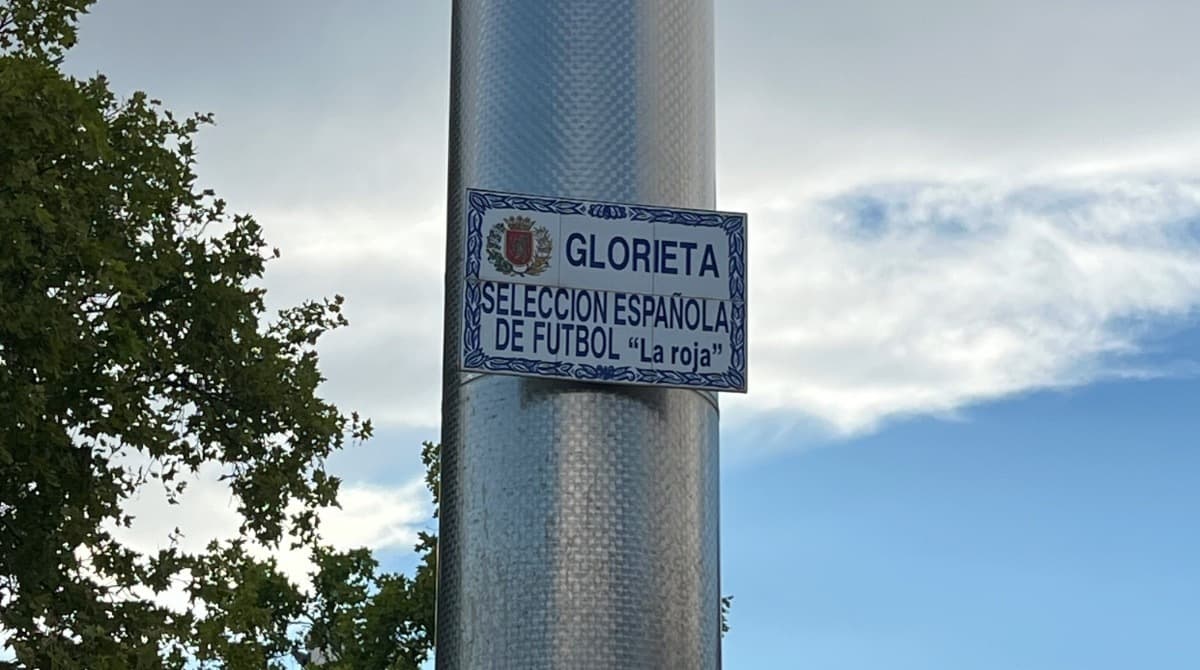 GLORIETA
SELECCION ESPAÑOLA
DE FUTBOL “La roja”